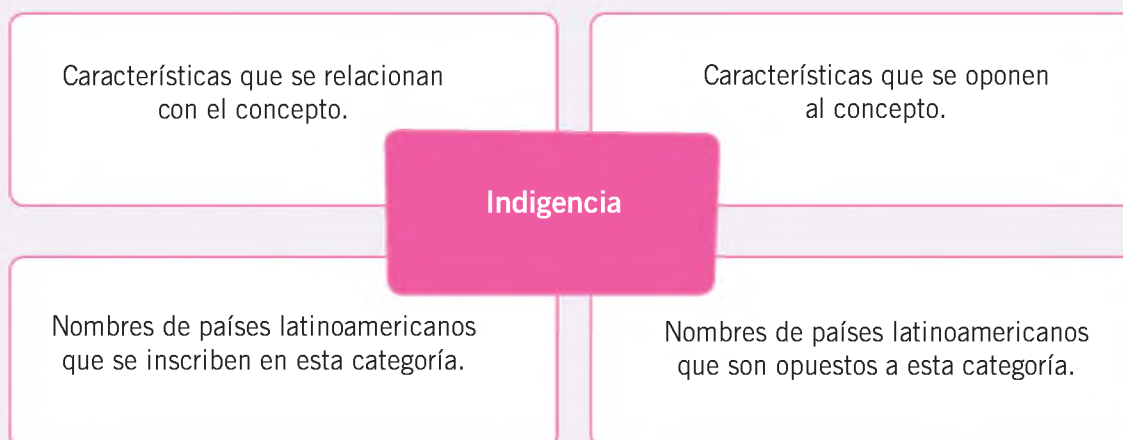 Características que se relacionan
con el concepto.
Características que se oponen
al concepto.
Indigencia
Nombres de países latinoamericanos
que se inscriben en esta categoría.
Nombres de países latinoamericanos
que son opuestos a esta categoría.